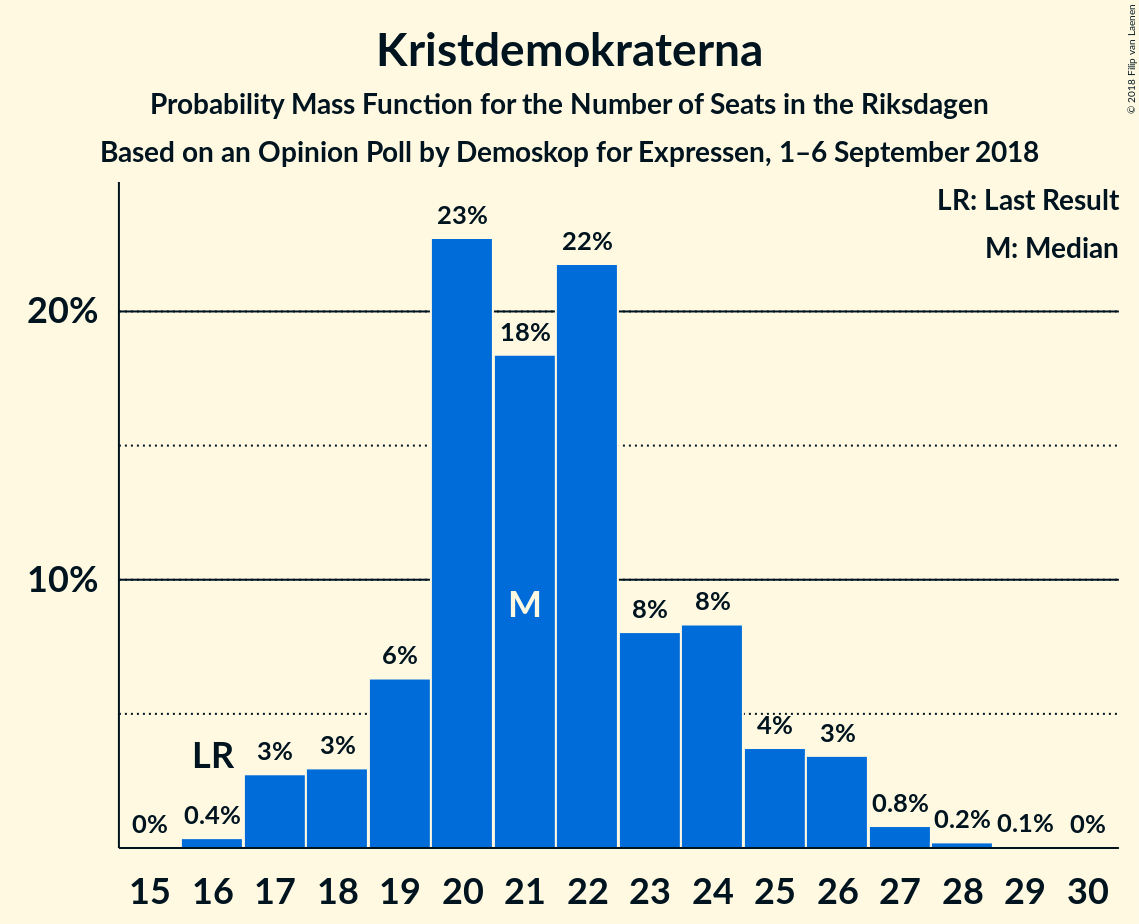 Kristdemokraterna
Probability Mass Function for the Number of Seats in the Riksdagen
Based on an Opinion Poll by Demoskop for Expressen, 1–6 September 2018
© 2018 Filip van Laenen
LR: Last Result
M: Median
20%
10%
0%
LR
0.4%
3%
3%
6%
23%
18%
M
22%
8%
8%
4%
3%
0.8%
0.2%
0.1%
0%
15 16 17 18 19 20 21 22 23 24 25 26 27 28 29 30